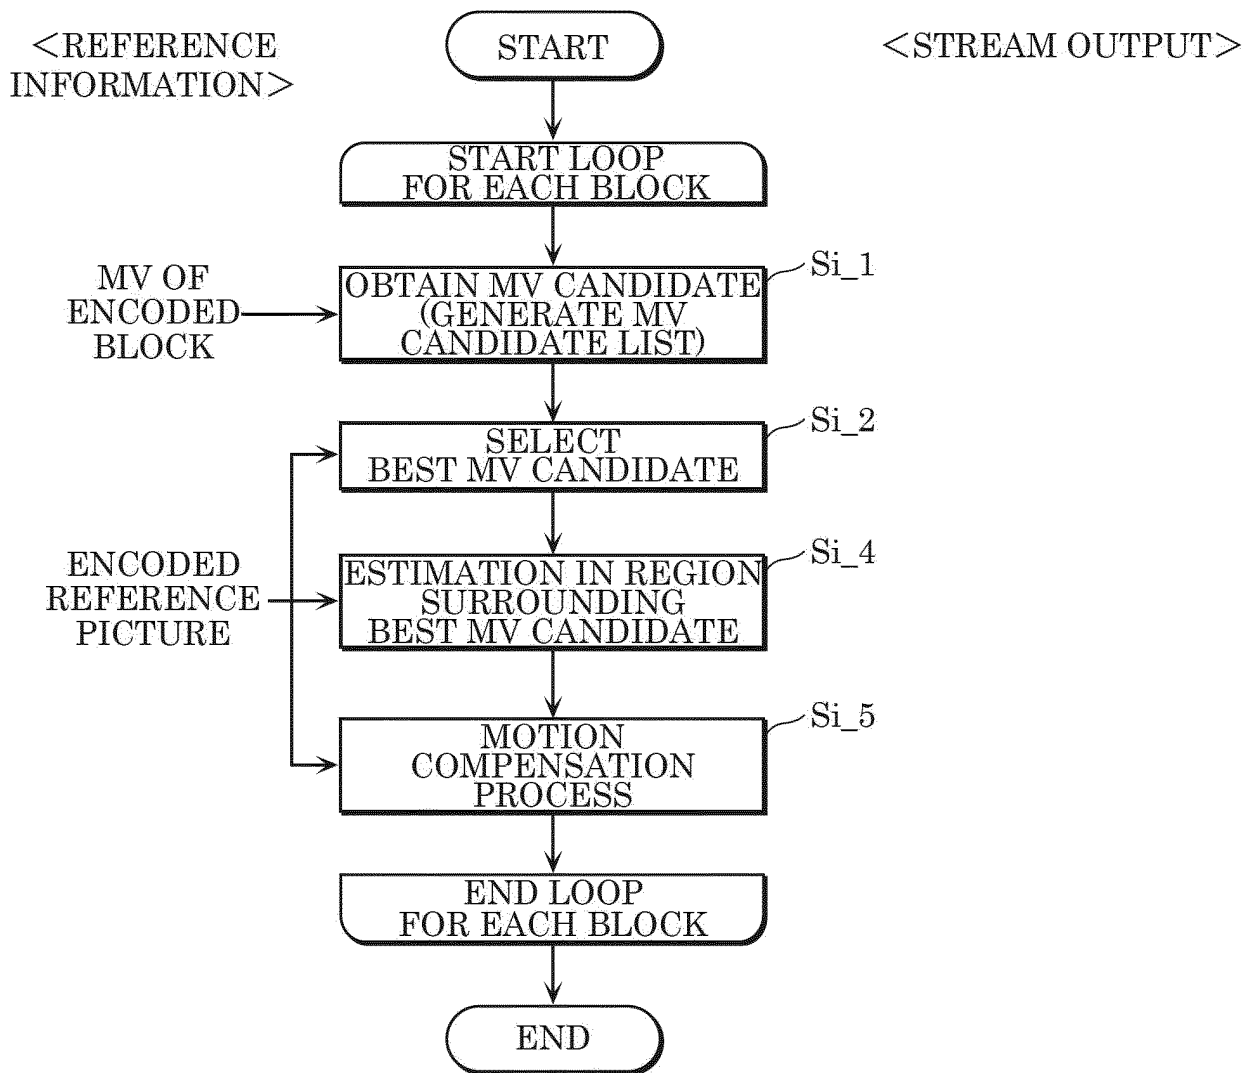 <REFERENCE
INFORMATION>
START
<STREAM OUTPUT>
START LOOP
FOR EACH BLOCK
MV OF
ENCODED
BLOCK
OBTAIN MV CANDIDATE
(GENERATE MV
CANDIDATE LIST)
Si_1
SELECT
BEST MV CANDIDATE
Si_2
ENCODED
REFERENCE
PICTURE
ESTIMATION IN REGION
SURROUNDING
BEST MV CANDIDATE
Si_4
MOTION
COMPENSATION
PROCESS
Si_5
END LOOP
FOR EACH BLOCK
END